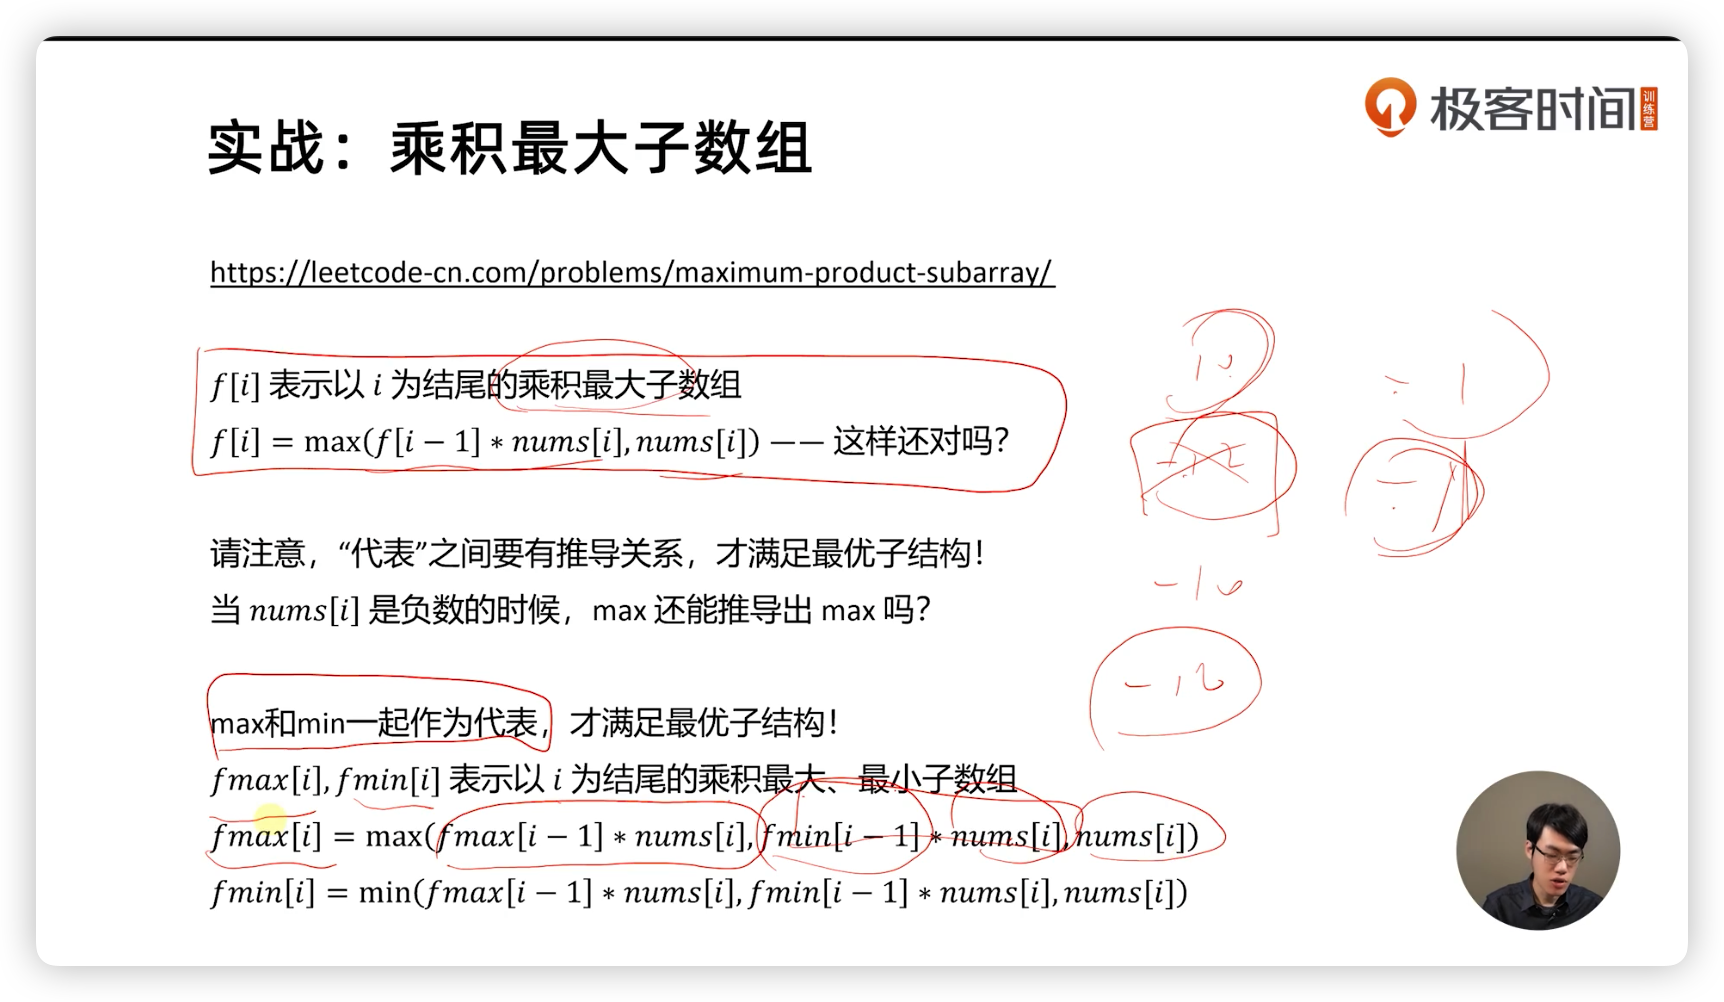 极客时间 训练营
实战：乘积最大子数组
https://leetcode-cn.com/problems/maximum-product-subarray/
f[i] 表示以 i 为结尾的乘积最大子数组
f[i] = max(f[i − 1] ∗ nums[i], nums[i]) —— 这样还对吗？
请注意，“代表”之间要有推导关系，才满足最优子结构！
当 nums[i] 是负数的时候，max 还能推导出 max 吗？
max和min一起作为代表，才满足最优子结构！
fmax[i], fmin[i] 表示以 i 为结尾的乘积最大、最小子数组
fmax[i] = max(fmax[i − 1] ∗ nums[i], fmin[i − 1] ∗ nums[i], nums[i])
fmin[i] = min(fmax[i − 1] ∗ nums[i], fmin[i − 1] ∗ nums[i], nums[i])